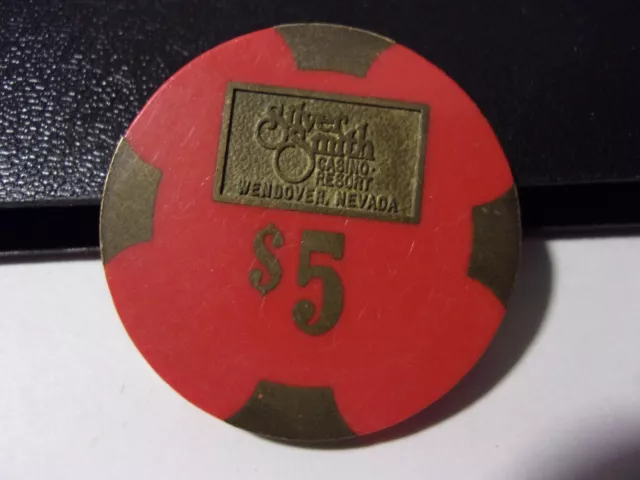 Silver
Smith
CASINO·
RESORT
WENDOVER, NEVADA
$5